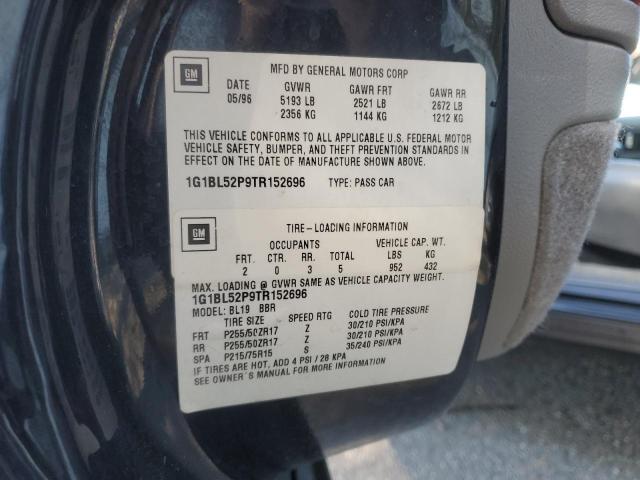 GM
MFD BY GENERAL MOTORS CORP
DATE GVWR GAWR FRT GAWR RR
05/96 5193 LB 2521 LB 2672 LB
2356 KG 1144 KG 1212 KG
THIS VEHICLE CONFORMS TO ALL APPLICABLE U.S. FEDERAL MOTOR
VEHICLE SAFETY, BUMPER, AND THEFT PREVENTION STANDARDS
IN EFFECT ON THE DATE OF MANUFACTURE SHOWN ABOVE.
1G1BL52P9TR152696 TYPE: PASS CAR
GM
TIRE-LOADING INFORMATION
OCCUPANTS VEHICLE CAP. WT.
FRT. CTR. RR. TOTAL LBS KG
2 0 3 5 952 432
MAX. LOADING @ GVWR SAME AS VEHICLE CAPACITY WEIGHT.
1G1BL52P9TR152696
MODEL: BL19 BBR
TIRE SIZE SPEED RTG COLD TIRE PRESSURE
FRT P255/50ZR17 Z 30/210 PSI/KPA
RR P255/50ZR17 Z 30/210 PSI/KPA
SPA P215/75R15 S 35/240 PSI/KPA
IF TIRES ARE HOT, ADD 4 PSI / 28 KPA
SEE OWNER'S MANUAL FOR MORE INFORMATION